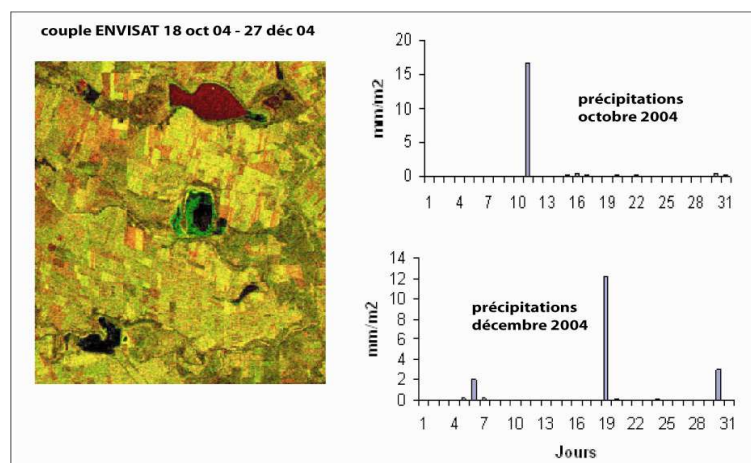 couple ENVISAT 18 oct 04 - 27 déc 04
20
15
10
5
0
mm/m2
précipitations
octobre 2004
1 4 7 10 13 16 19 22 25 28 31
14
12
10
8
6
4
2
0
mm/m2
précipitations
décembre 2004
1 4 7 10 13 16 19 22 25 28 31
Jours